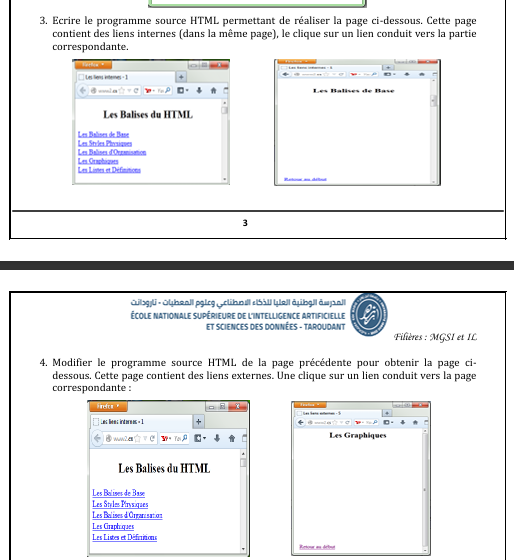 3. Ecrire le programme source HTML permettant de réaliser la page ci-dessous. Cette page
contient des liens internes (dans la même page), le clique sur un lien conduit vers la partie
correspondante.
Firefox
Les liens internes - 1
Les Balises du HTML
Les Balises de Base
Les Styles Physiques
Les Balises d'Organisation
Les Graphiques
Les Listes et Définitions
Les Balises de Base
Retour au début
3
المدرسة الوطنية العليا للذكاء الاصطناعي وعلوم المعطيات - تارودانت
ÉCOLE NATIONALE SUPÉRIEURE DE L'INTELLIGENCE ARTIFICIELLE
ET SCIENCES DES DONNÉES - TAROUDANT
Filières : MGSI et IL
4. Modifier le programme source HTML de la page précédente pour obtenir la page ci-
dessous. Cette page contient des liens externes. Une clique sur un lien conduit vers la page
correspondante :
Firefox
Les liens internes - 1
Les Balises du HTML
Les Balises de Base
Les Styles Physiques
Les Balises d'Organisation
Les Graphiques
Les Listes et Définitions
Les liens externes - 5
Les Graphiques
Retour au début